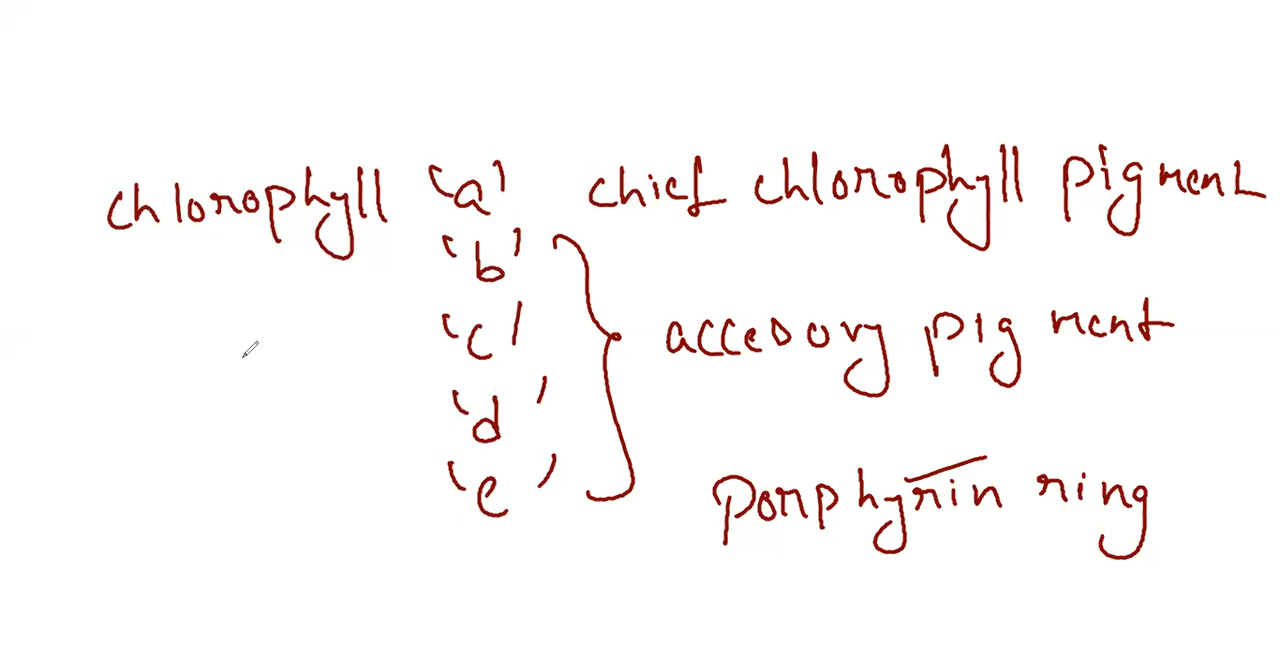 chlorophyll 'a' chief chlorophyll pigment
'b'
'c' accesory pigment
'd'
'e' porphyrin ring